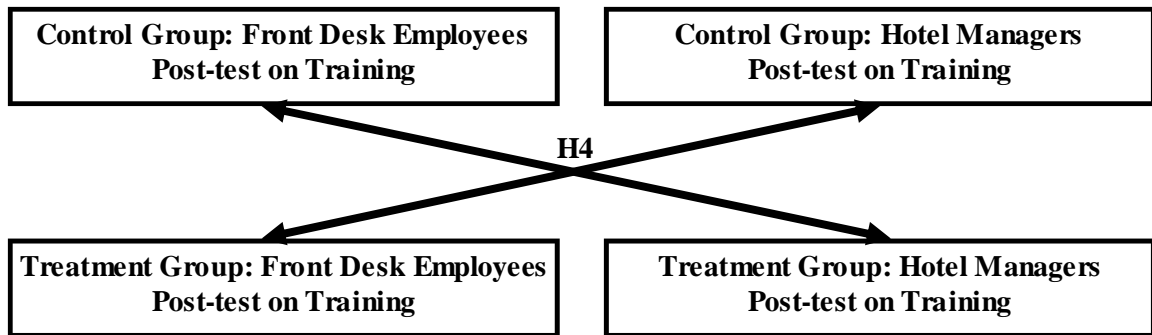 Control Group: Front Desk Employees
Post-test on Training
Control Group: Hotel Managers
Post-test on Training
H4
Treatment Group: Front Desk Employees
Post-test on Training
Treatment Group: Hotel Managers
Post-test on Training